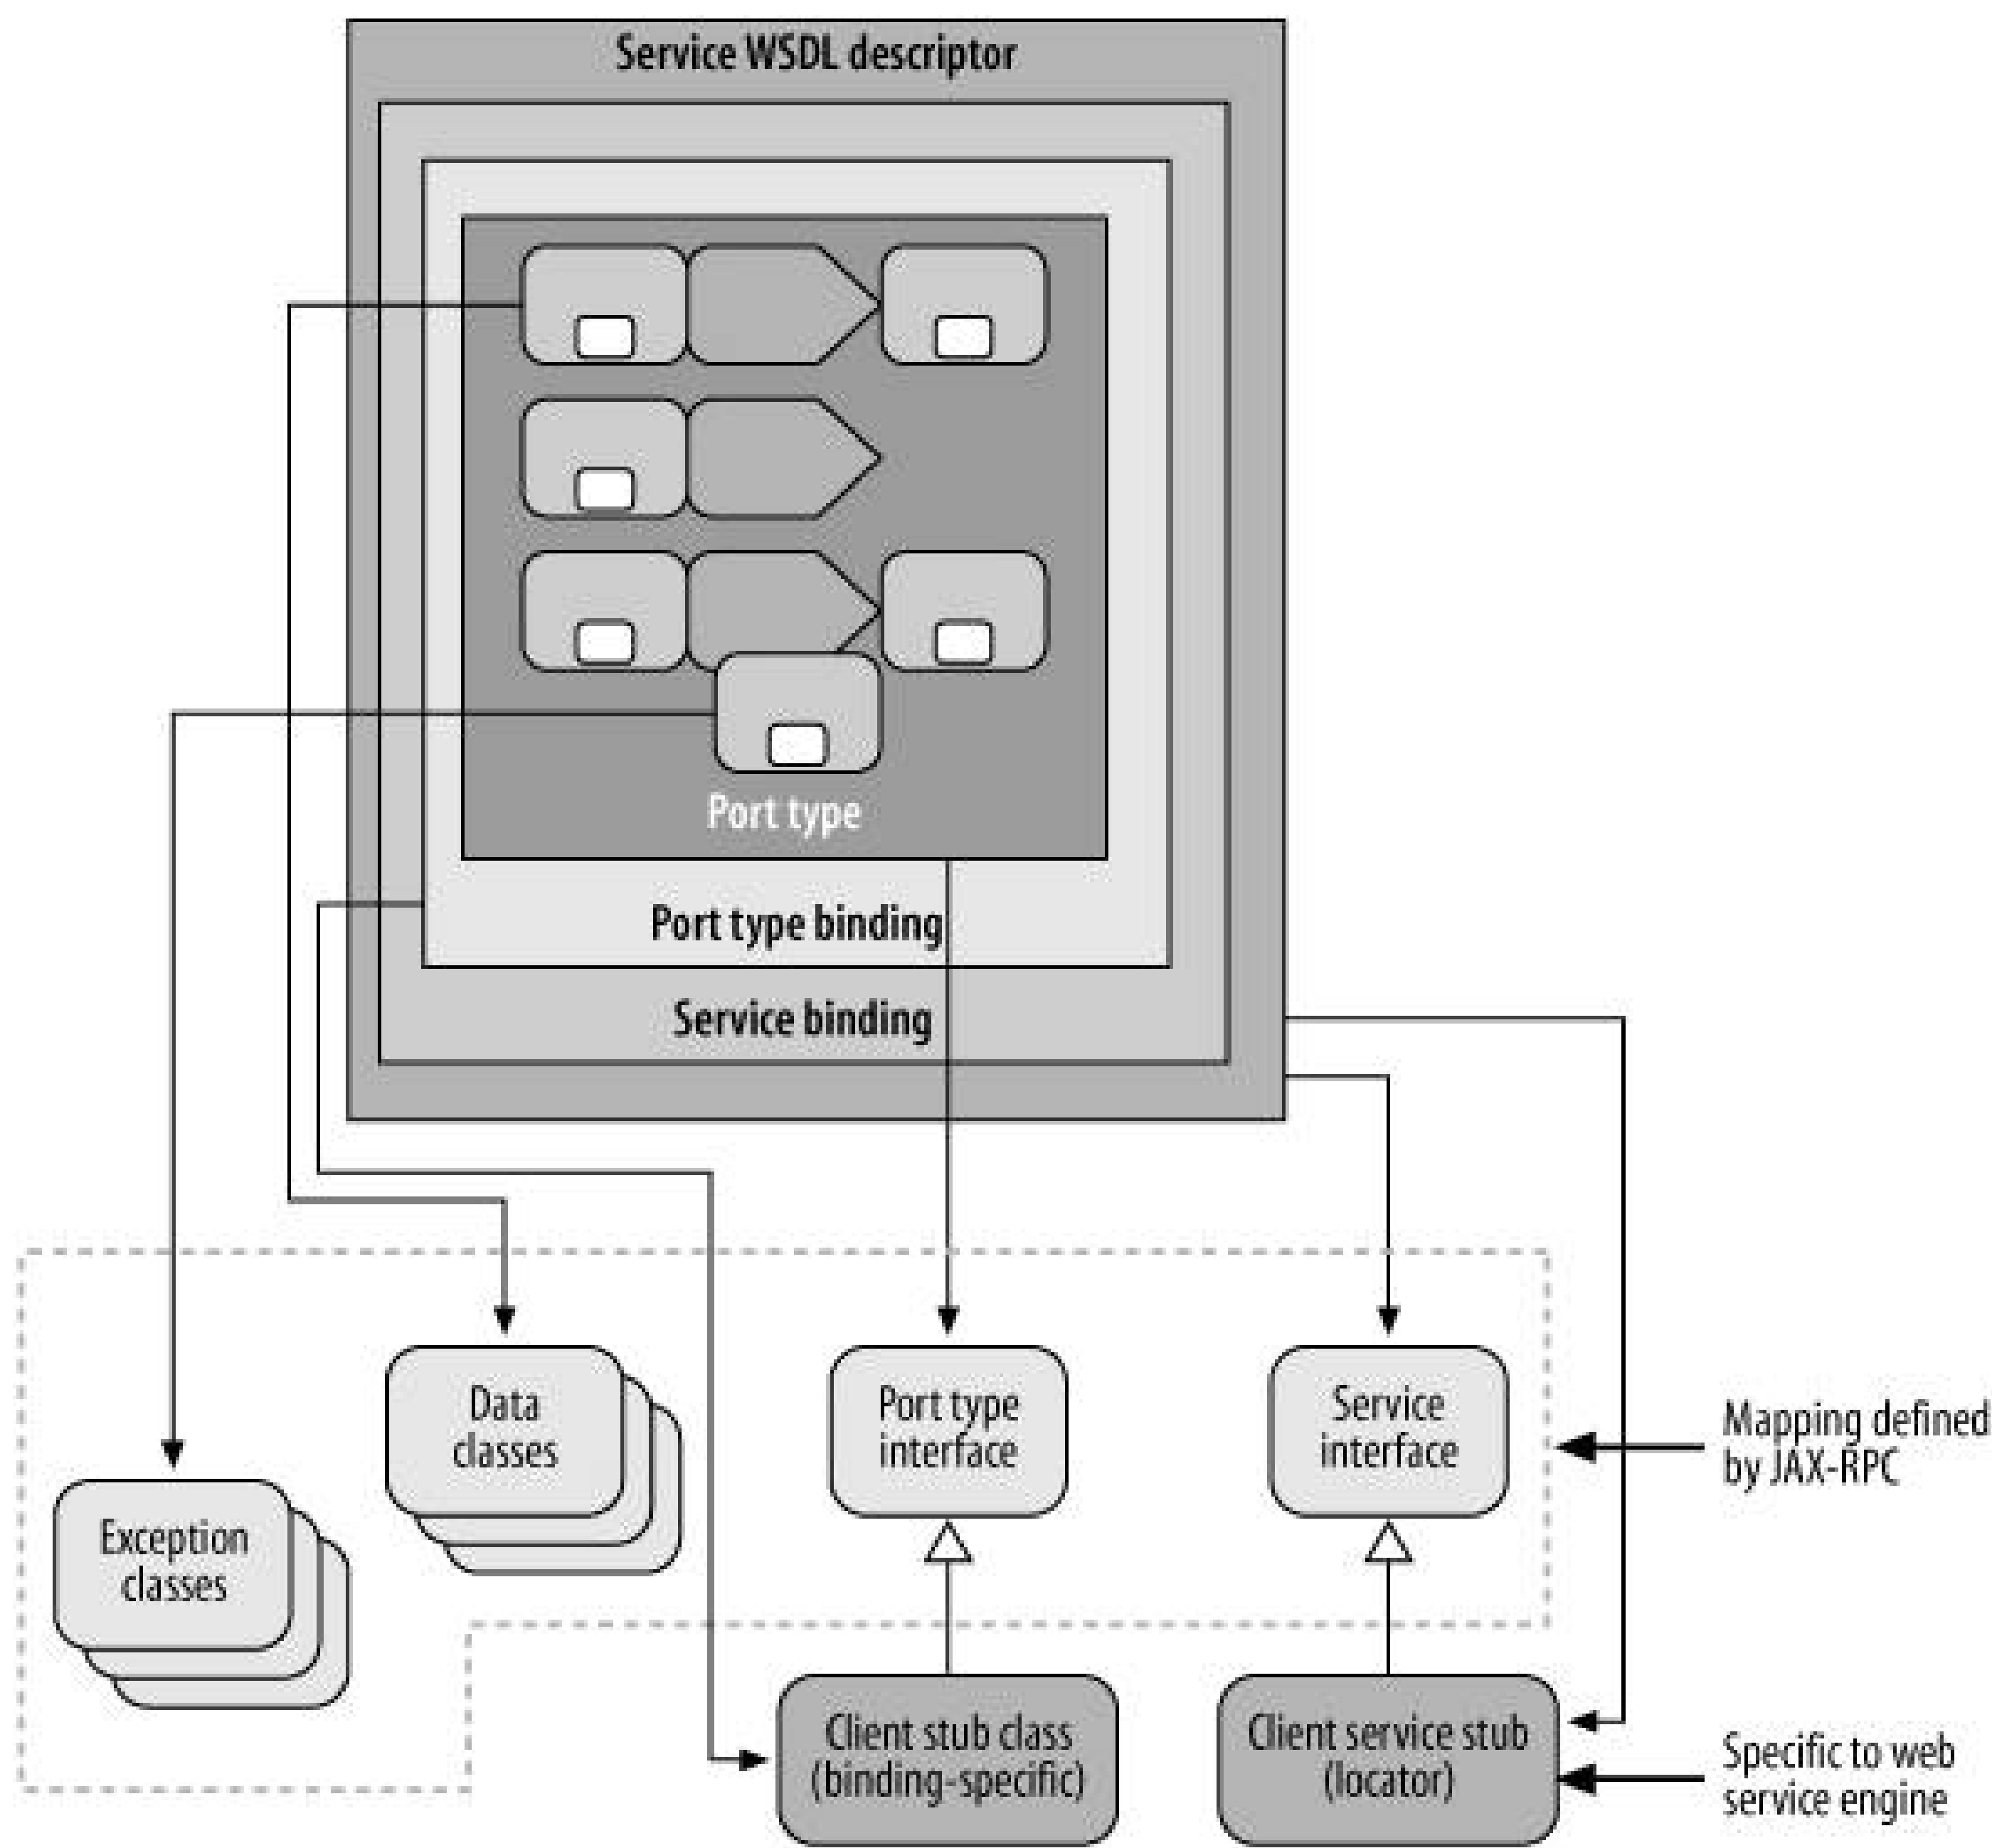 Service WSDL descriptor
Port type
Port type binding
Service binding
Data
classes
Port type
interface
Service
interface
Mapping defined
by JAX-RPC
Exception
classes
Client stub class
(binding-specific)
Client service stub
(locator)
Specific to web
service engine